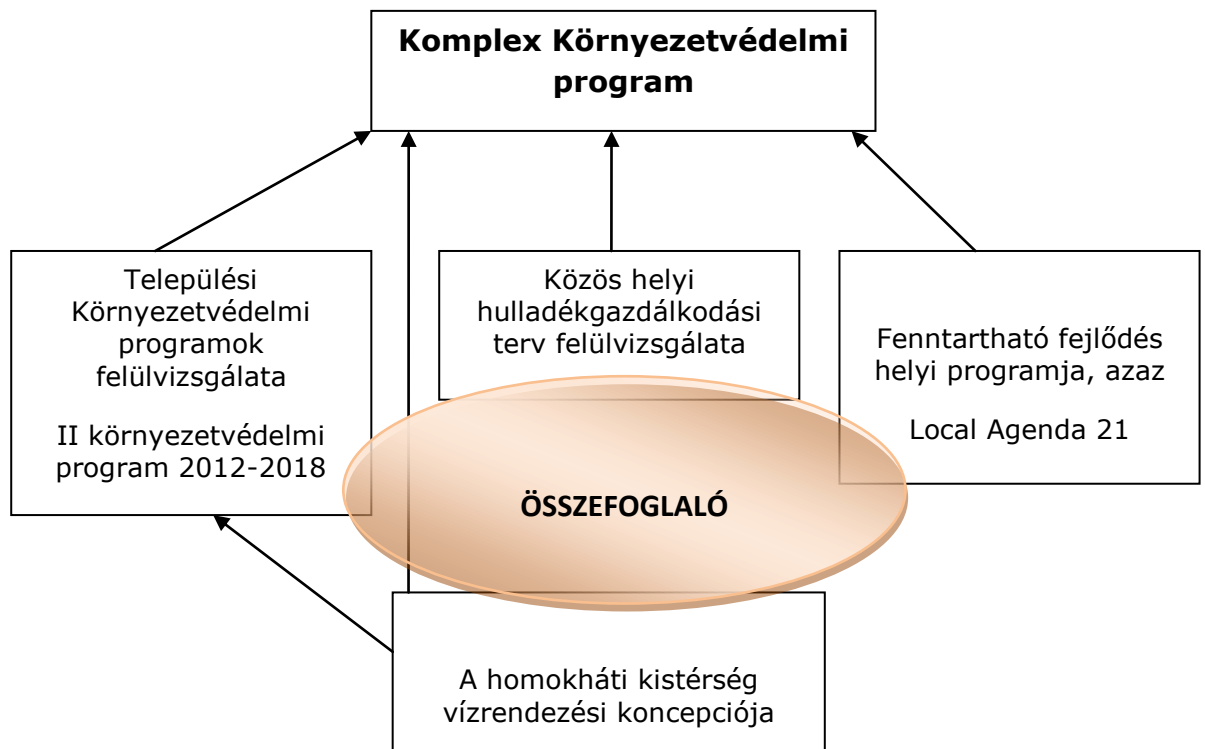 Komplex Környezetvédelmi
program
Települési
Környezetvédelmi
programok
felülvizsgálata
II környezetvédelmi
program 2012-2018
Közös helyi
hulladékgazdálkodási
terv felülvizsgálata
Fenntartható fejlődés
helyi programja, azaz
Local Agenda 21
ÖSSZEFOGLALÓ
A homokháti kistérség
vízrendezési koncepciója